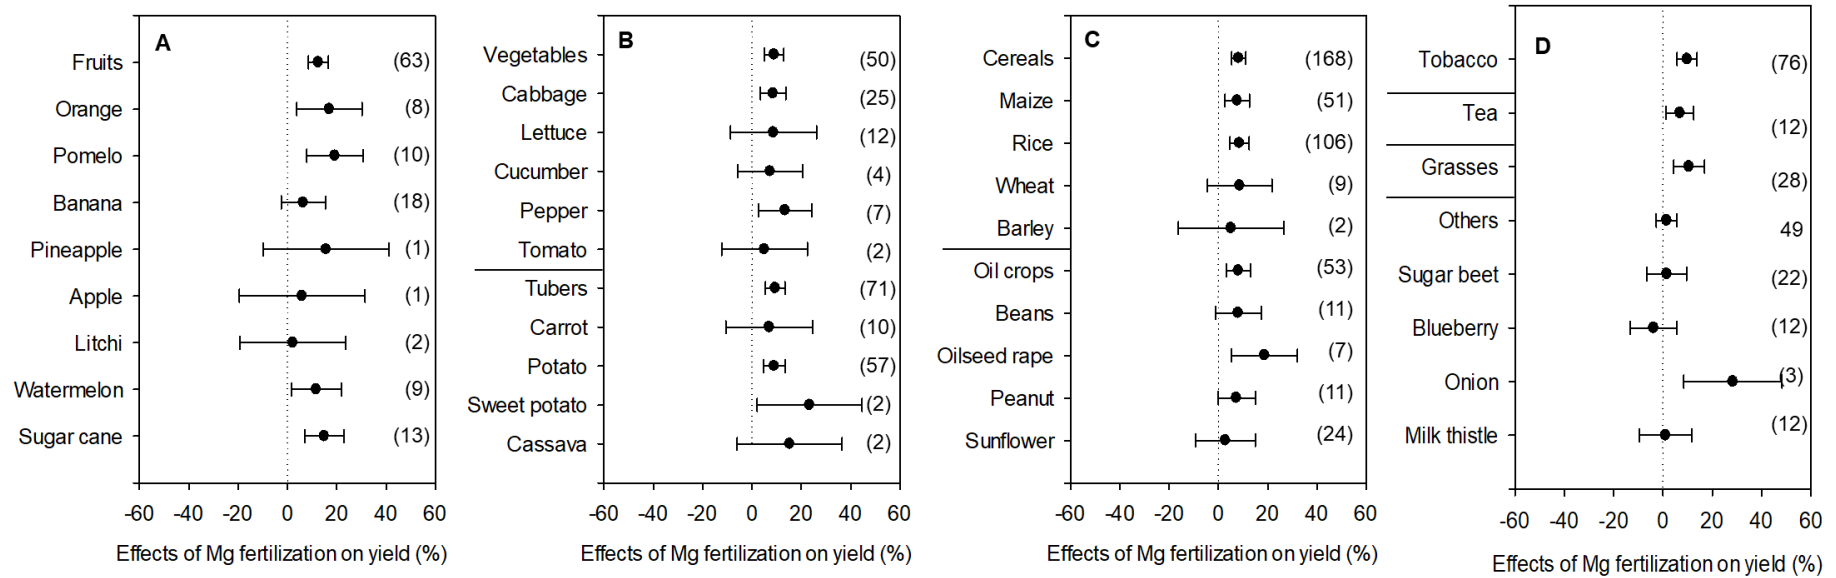 A
Fruits (63)
Orange (8)
Pomelo (10)
Banana (18)
Pineapple (1)
Apple (1)
Litchi (2)
Watermelon (9)
Sugar cane (13)
-60 -40 -20 0 20 40 60
Effects of Mg fertilization on yield (%)
B
Vegetables (50)
Cabbage (25)
Lettuce (12)
Cucumber (4)
Pepper (7)
Tomato (2)
Tubers (71)
Carrot (10)
Potato (57)
Sweet potato (2)
Cassava (2)
-60 -40 -20 0 20 40 60
Effects of Mg fertilization on yield (%)
C
Cereals (168)
Maize (51)
Rice (106)
Wheat (9)
Barley (2)
Oil crops (53)
Beans (11)
Oilseed rape (7)
Peanut (11)
Sunflower (24)
-60 -40 -20 0 20 40 60
Effects of Mg fertilization on yield (%)
D
Tobacco (76)
Tea (12)
Grasses (28)
Others 49
Sugar beet (22)
Blueberry (12)
Onion (3)
Milk thistle (12)
-60 -40 -20 0 20 40 60
Effects of Mg fertilization on yield (%)